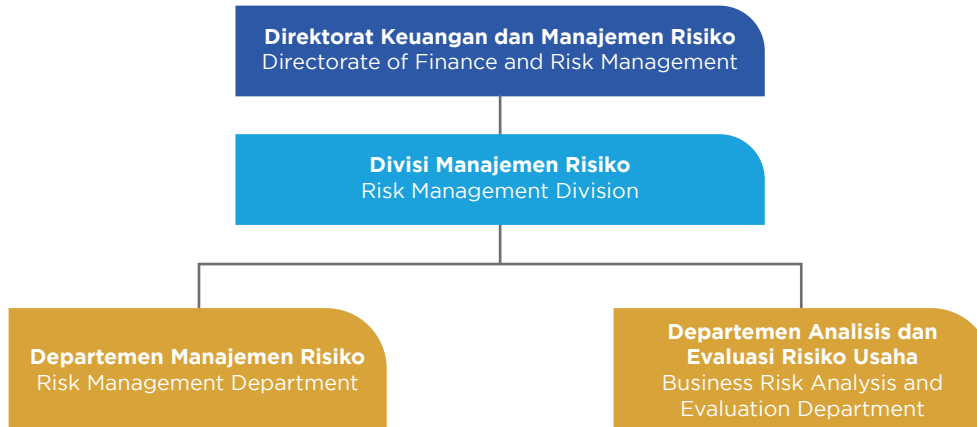 Direktorat Keuangan dan Manajemen Risiko
Directorate of Finance and Risk Management
Divisi Manajemen Risiko
Risk Management Division
Departemen Manajemen Risiko
Risk Management Department
Departemen Analisis dan
Evaluasi Risiko Usaha
Business Risk Analysis and
Evaluation Department